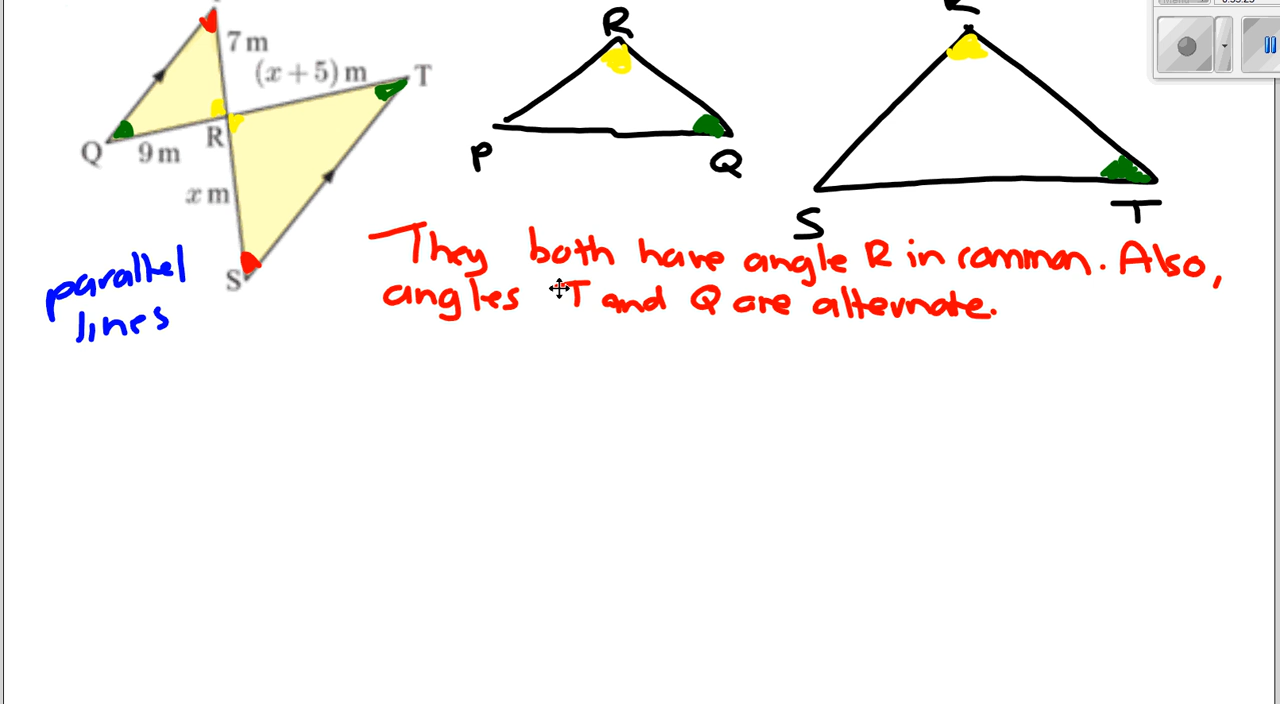 7 m
(x + 5) m
T
Q
9 m
R
x m
S
R
P
Q
S
T
parallel
lines
They both have angle R in common. Also,
angles T and Q are alternate.